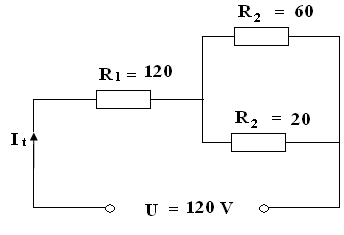 R₂ = 60
R₁ = 120
R₂ = 20
Iₜ
U = 120 V